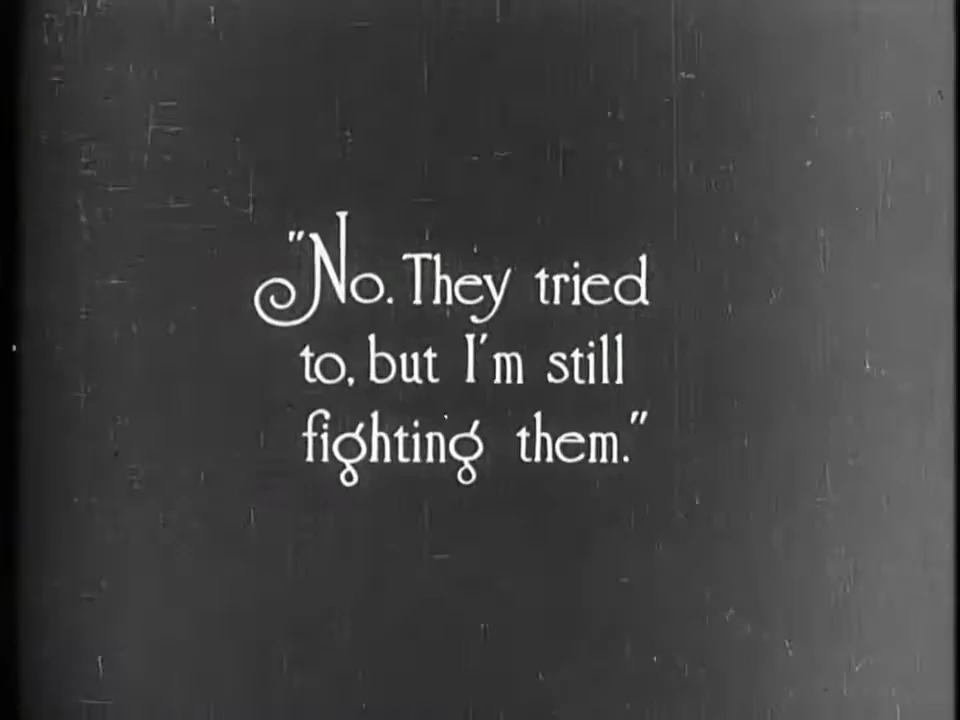 "No. They tried
to, but I'm still
fighting them."